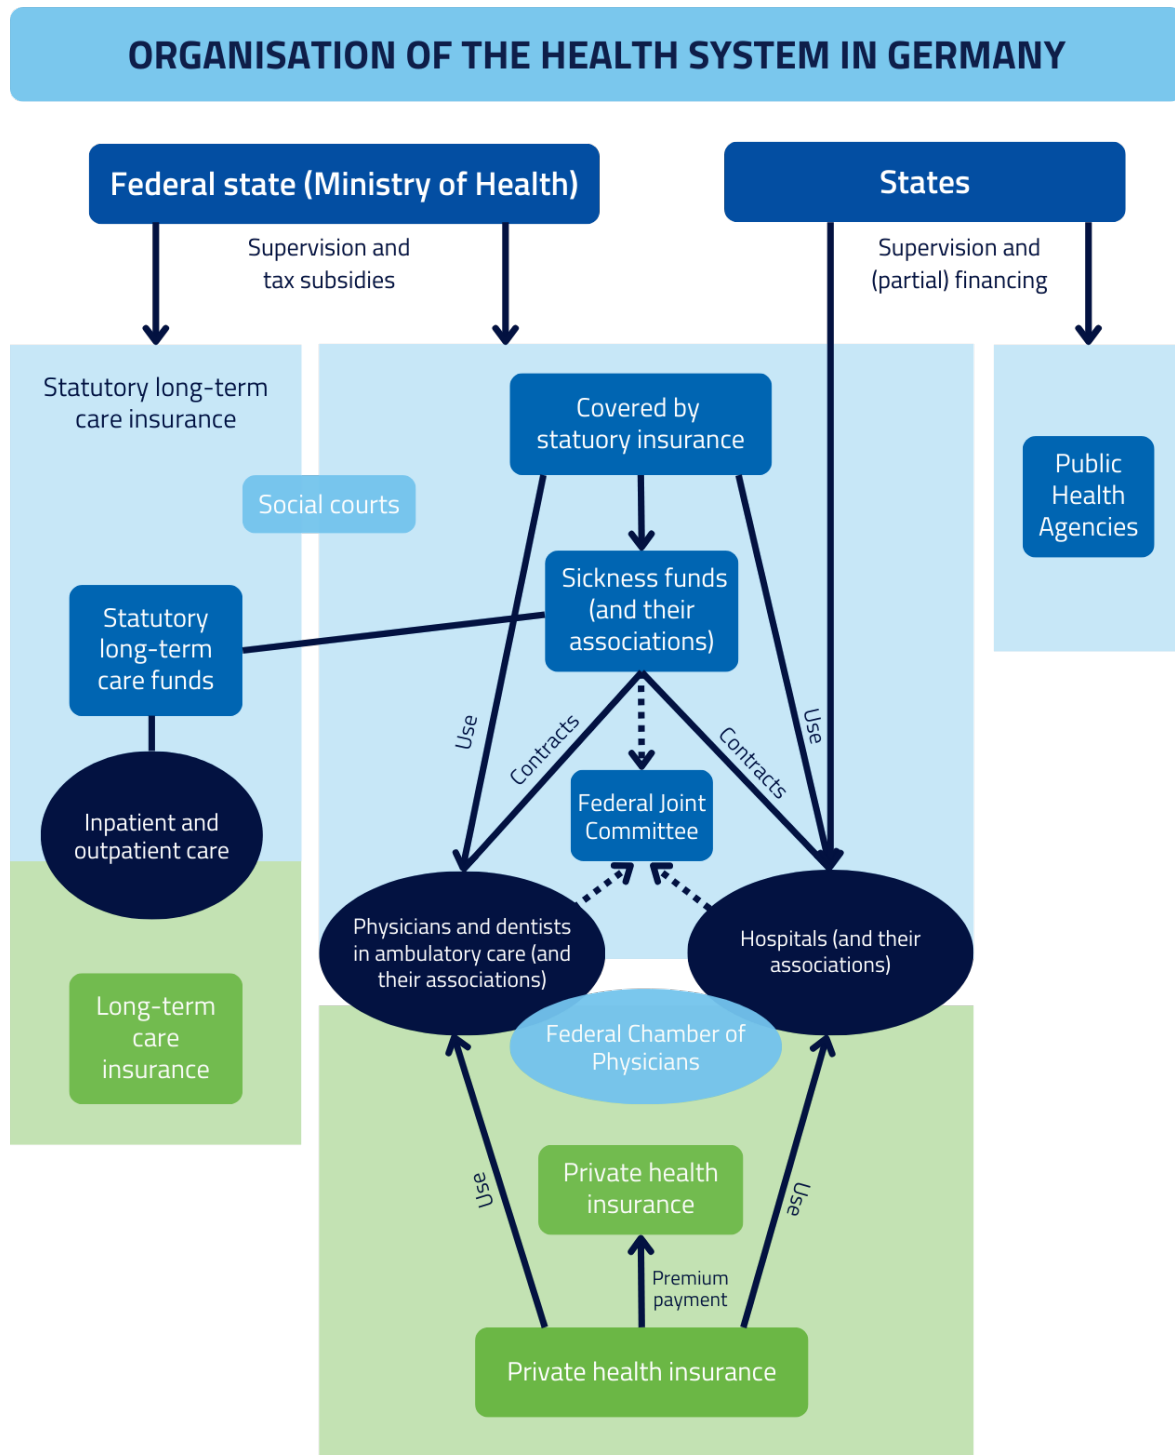 ORGANISATION OF THE HEALTH SYSTEM IN GERMANY
Federal state (Ministry of Health)
States
Supervision and
tax subsidies
Supervision and
(partial) financing
Statutory long-term
care insurance
Covered by
statuory insurance
Social courts
Public
Health
Agencies
Sickness funds
(and their
associations)
Statutory
long-term
care funds
Use
Contracts
Contracts
Use
Federal Joint
Committee
Inpatient and
outpatient care
Physicians and dentists
in ambulatory care (and
their associations)
Hospitals (and their
associations)
Federal Chamber of
Physicians
Long-term
care
insurance
Private health
insurance
Use
Use
Premium
payment
Private health insurance